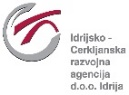 Idrijsko -
Cerkljanska
razvojna
agencija
d.o.o. Idrija